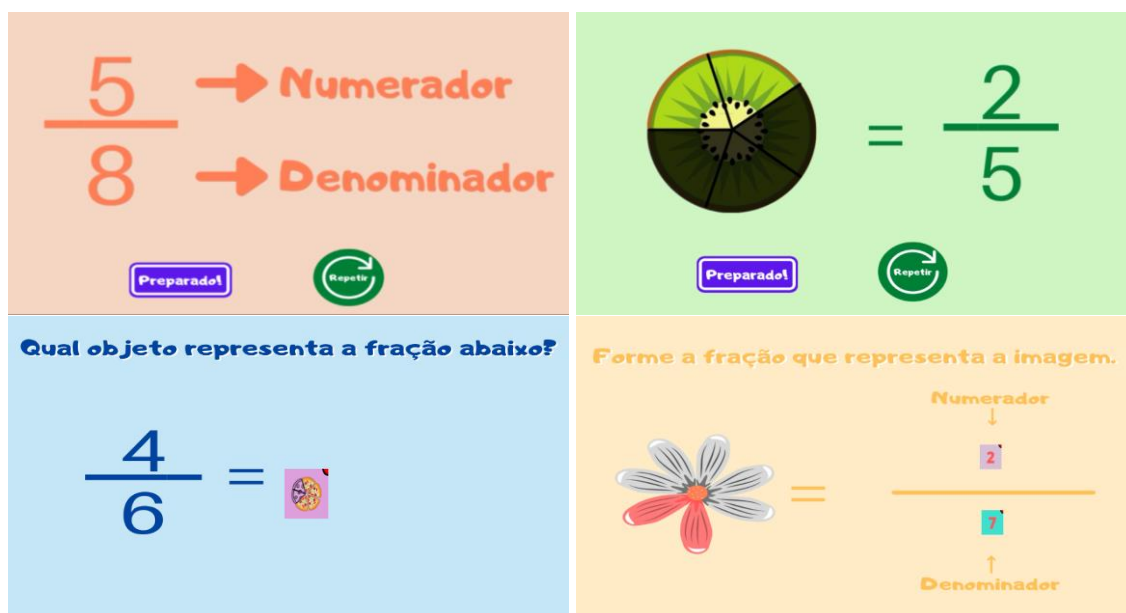 5 → Numerador
8 → Denominador
Preparado!
Repetir
= 2
5
Preparado!
Repetir
Qual objeto representa a fração abaixo?
4
6
=
Forme a fração que representa a imagem.
Numerador
↓
2
=
7
↑
Denominador